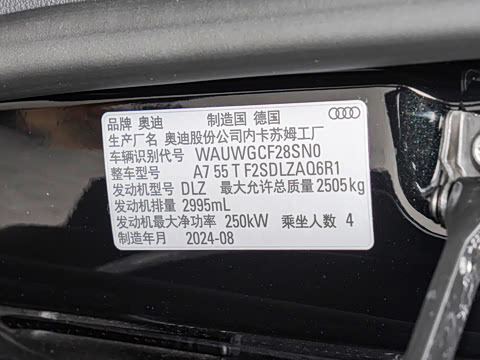 品牌 奥迪 制造国 德国
生产厂名 奥迪股份公司内卡苏姆工厂
车辆识别代号 WAUWGCF28SN0
整车型号 A7 55 T F2SDLZAQ6R1
发动机型号 DLZ 最大允许总质量 2505kg
发动机排量 2995mL
发动机最大净功率 250kW 乘坐人数 4
制造年月 2024-08